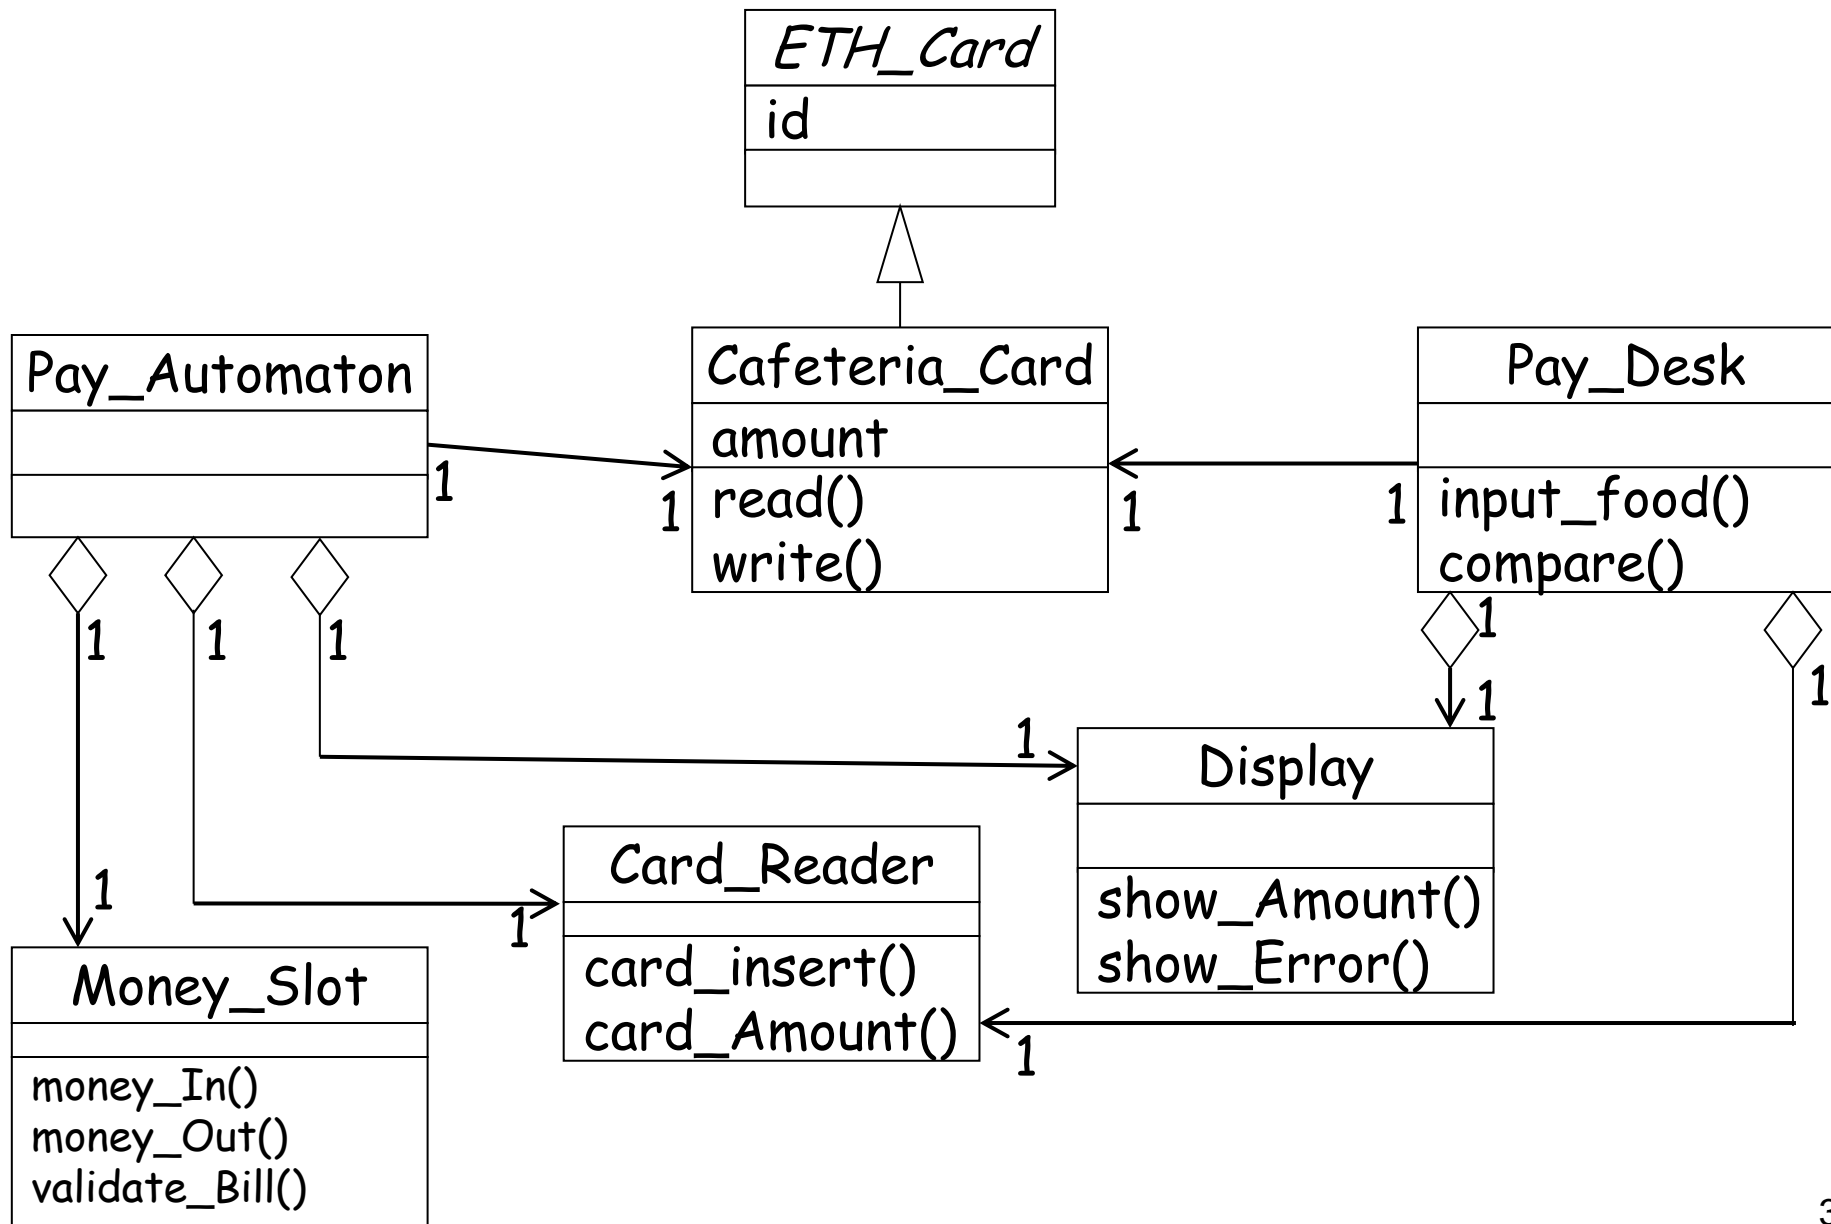 ETH_Card
id
Pay_Automaton
1
Cafeteria_Card
amount
read()
write()
1
1
Pay_Desk
input_food()
compare()
1
1
1
1
1
1
1
1
Display
show_Amount()
show_Error()
1
Card_Reader
card_insert()
card_Amount()
1
1
1
Money_Slot
money_In()
money_Out()
validate_Bill()